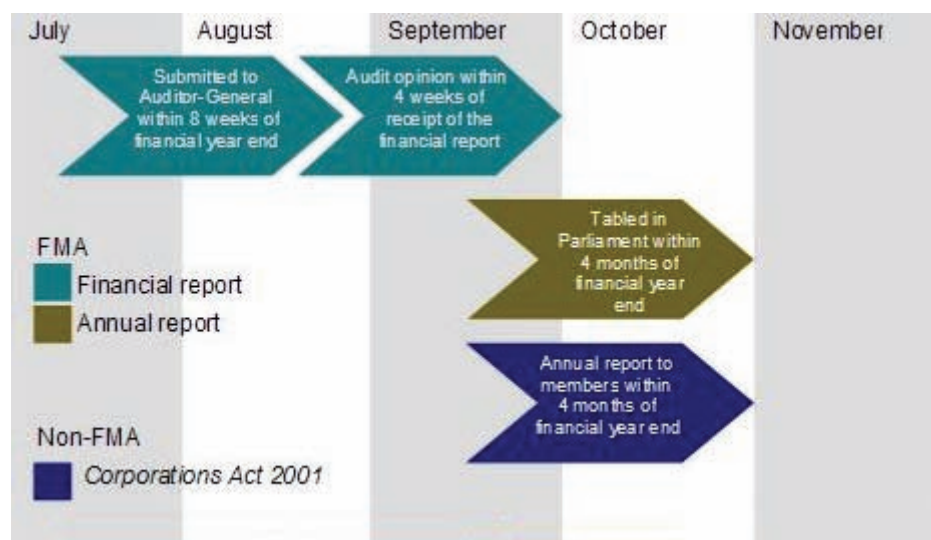 July August September October November
Submitted to
Auditor-General
within 8 weeks of
financial year end
Audit opinion within
4 weeks of
receipt of the
financial report
Tabled in
Parliament within
4 months of
financial year
end
FMA
Financial report
Annual report
Annual report to
members within
4 months of
financial year end
Non-FMA
Corporations Act 2001